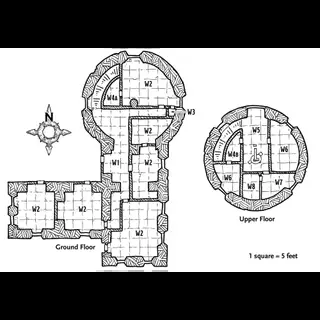 N
W4a
W2
W3
W2
W1
W2
W2
W2
W2
Ground Floor
W5
W4b
W6
W6
W8
W7
Upper Floor
1 square = 5 feet